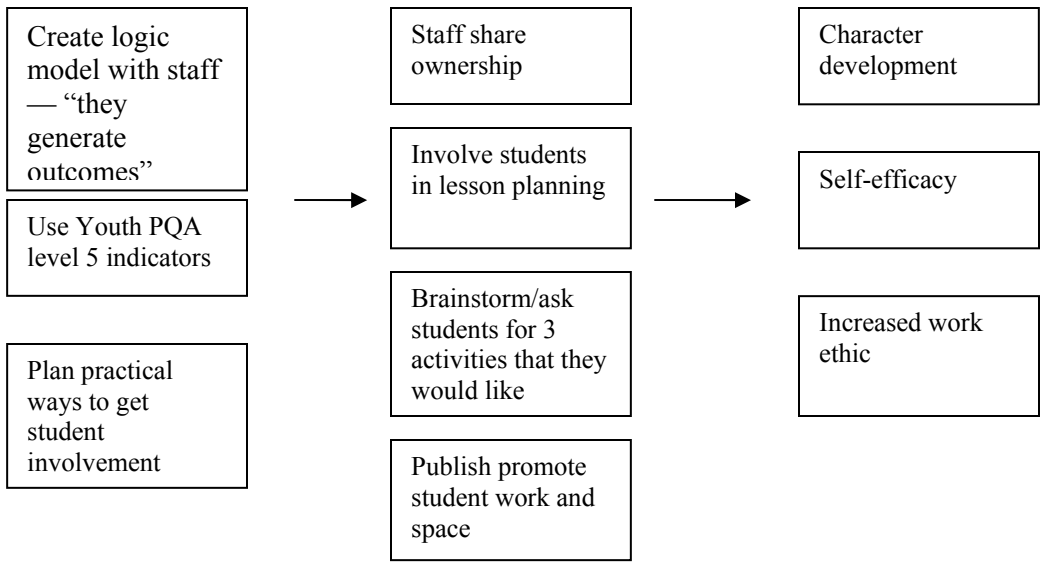 Create logic
model with staff
— “they
generate
outcomes”
Use Youth PQA
level 5 indicators
Plan practical
ways to get
student
involvement
Staff share
ownership
Involve students
in lesson planning
Brainstorm/ask
students for 3
activities that they
would like
Publish promote
student work and
space
Character
development
Self-efficacy
Increased work
ethic